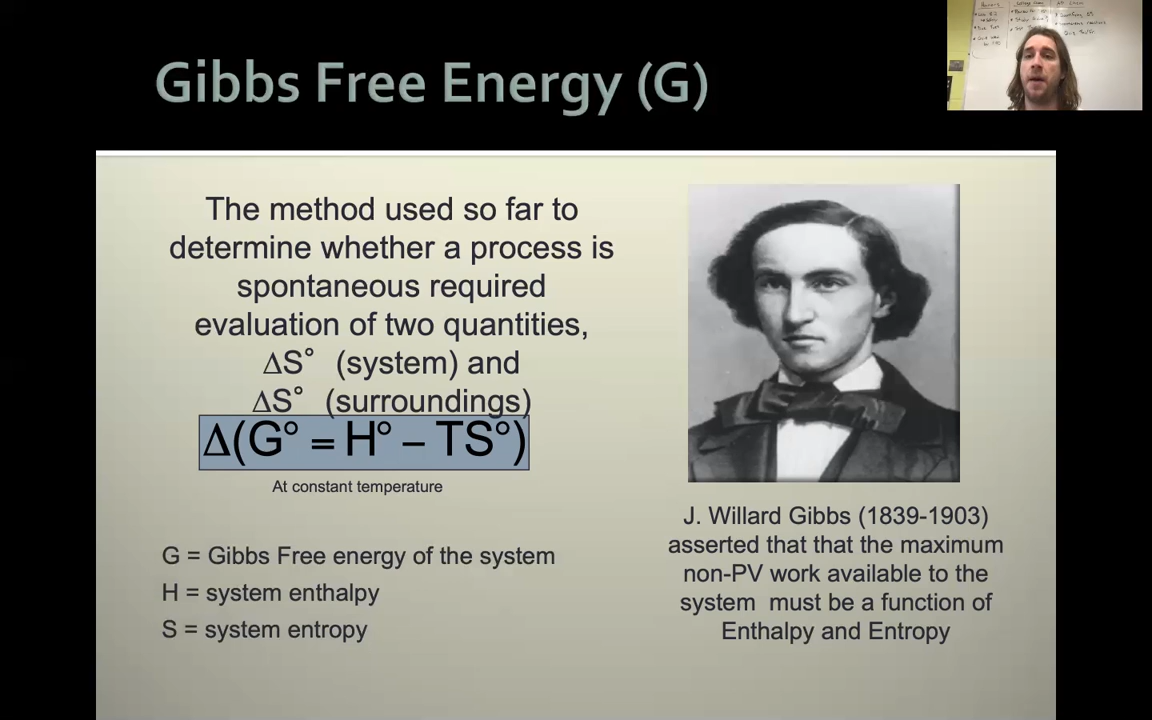 Gibbs Free Energy (G)
The method used so far to
determine whether a process is
spontaneous required
evaluation of two quantities,
ΔS° (system) and
ΔS° (surroundings)
Δ(G° = H° – TS°)
At constant temperature
G = Gibbs Free energy of the system
H = system enthalpy
S = system entropy
J. Willard Gibbs (1839-1903)
asserted that that the maximum
non-PV work available to the
system must be a function of
Enthalpy and Entropy